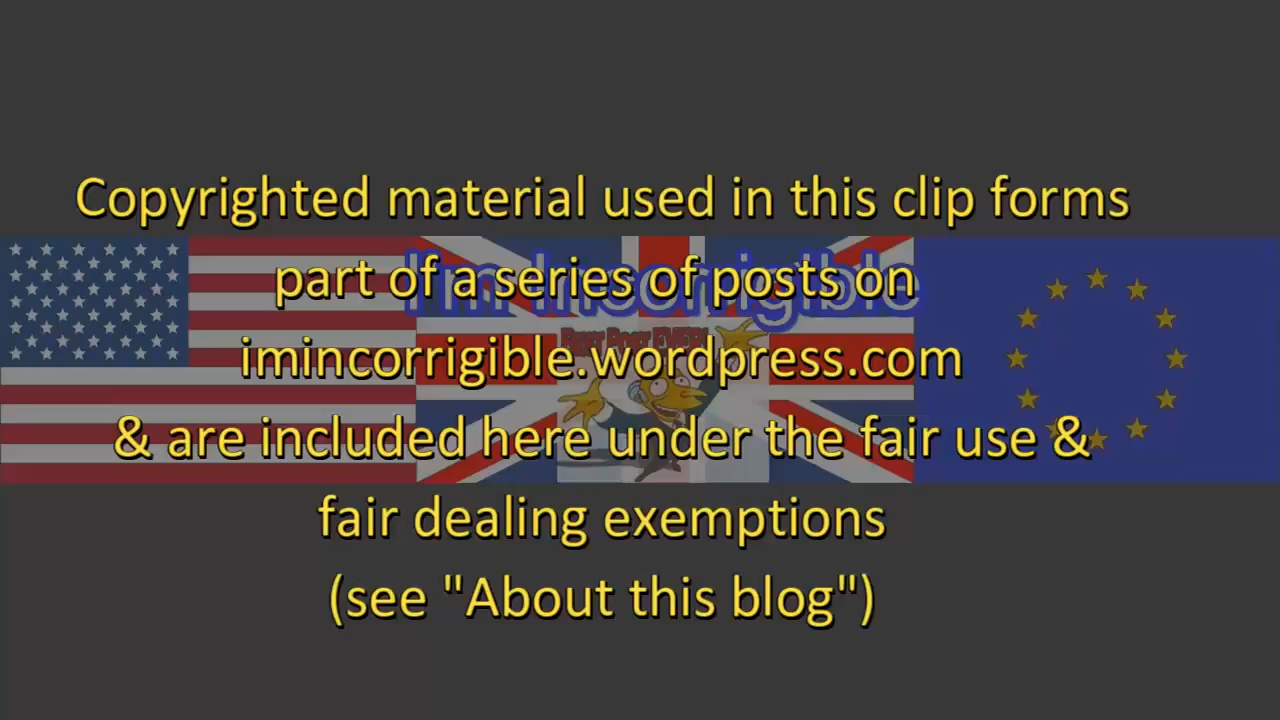 Copyrighted material used in this clip forms
part of a series of posts on
I'm Incorrigible
imincorrigible.wordpress.com
& are included here under the fair use &
fair dealing exemptions
(see "About this blog")